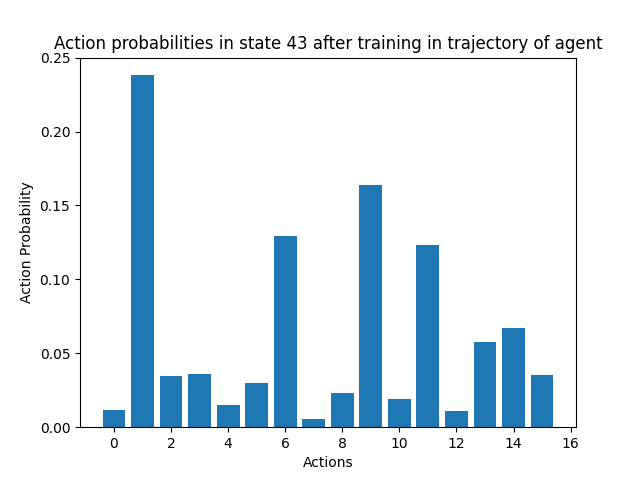 Action probabilities in state 43 after training in trajectory of agent
0.25
0.20
0.15
0.10
0.05
0.00
Action Probability
0 2 4 6 8 10 12 14 16
Actions